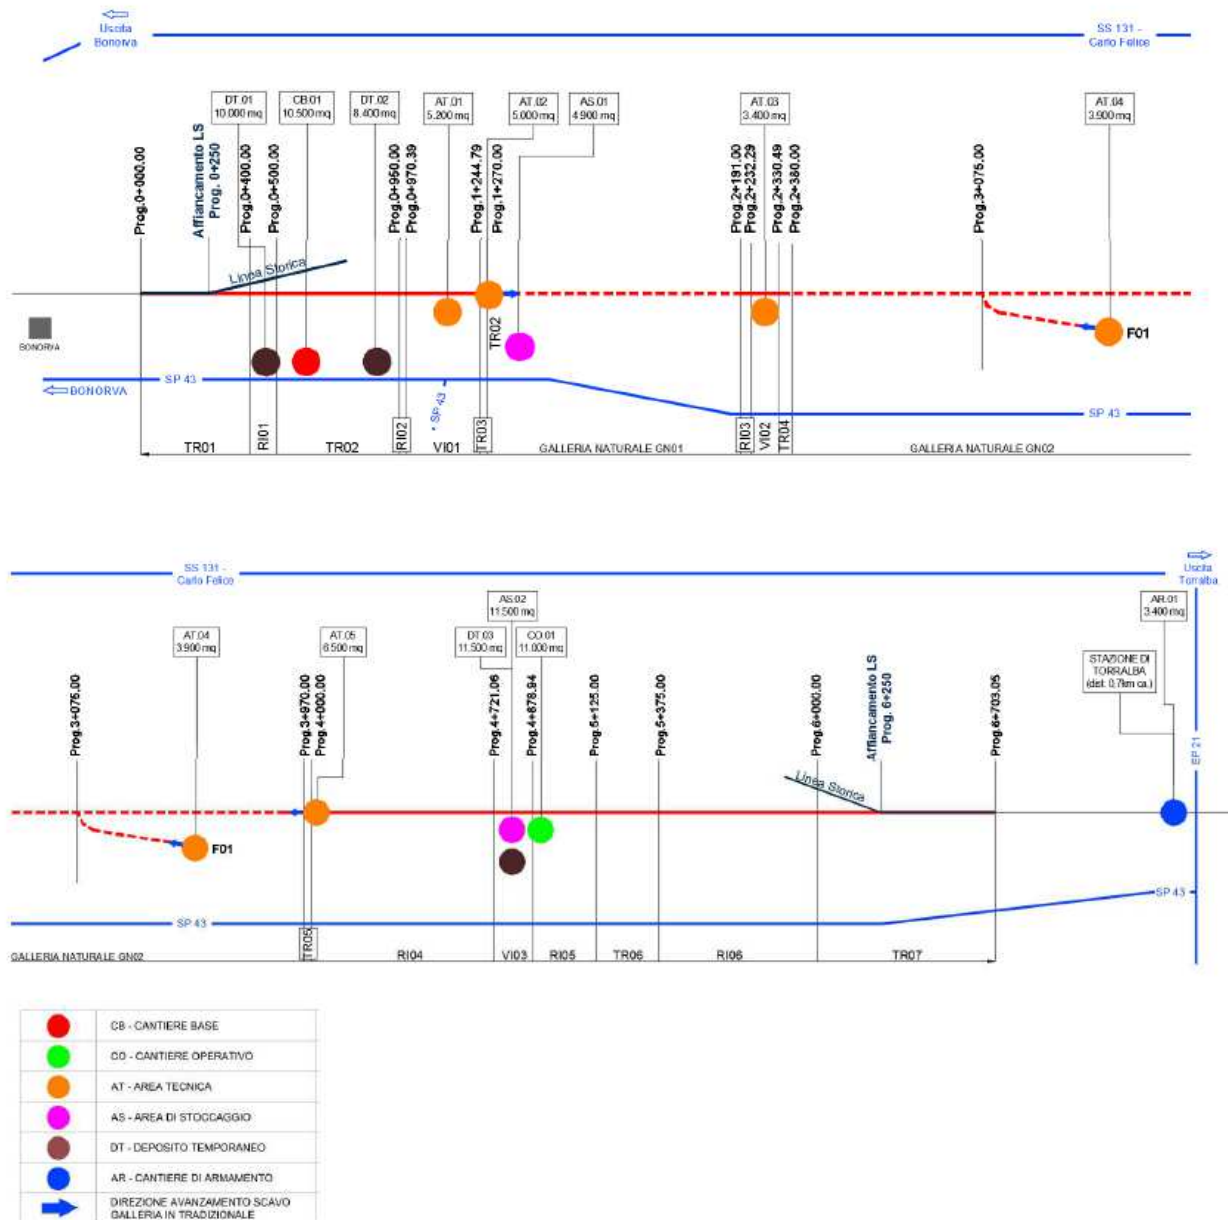 Uscita
Bonorva
SS 131 -
Carlo Felice
DT.01
10.000 mq
CB.01
10.500 mq
DT.02
8.400 mq
AT.01
5.200 mq
AT.02
5.000 mq
AS.01
4.900 mq
AT.03
3.400 mq
AT.04
3.900 mq
Prog.0+000.00
Affiancamento LS
Prog. 0+250
Prog.0+400.00
Prog.0+500.00
Prog.0+950.00
Prog.0+970.39
Prog.1+244.79
Prog.1+270.00
Prog.2+191.00
Prog.2+232.29
Prog.2+330.49
Prog.2+380.00
Prog.3+075.00
Linea Storica
TR02
F01
BONORVA
SP 43
BONORVA
* SP 43
SP 43
TR01
RI01
TR02
RI02
VI01
TR03
GALLERIA NATURALE GN01
RI03
VI02
TR04
GALLERIA NATURALE GN02
SS 131 -
Carlo Felice
Uscita
Torralba
AT.04
3.900 mq
AT.05
6.500 mq
AS.02
11.500 mq
DT.03
11.500 mq
CO.01
11.000 mq
AR.01
3.400 mq
STAZIONE DI
TORRALBA
(dist. 0,7km ca.)
Prog.3+075.00
Prog.3+970.00
Prog.4+000.00
Prog.4+721.06
Prog.4+878.94
Prog.5+125.00
Prog.5+375.00
Prog.6+000.00
Affiancamento LS
Prog. 6+250
Prog.6+703.05
Linea Storica
F01
SP 43
SP 43
GALLERIA NATURALE GN02
TR05
RI04
VI03
RI05
TR06
RI06
TR07
CB - CANTIERE BASE
CO - CANTIERE OPERATIVO
AT - AREA TECNICA
AS - AREA DI STOCCAGGIO
DT - DEPOSITO TEMPORANEO
AR - CANTIERE DI ARMAMENTO
DIREZIONE AVANZAMENTO SCAVO
GALLERIA IN TRADIZIONALE